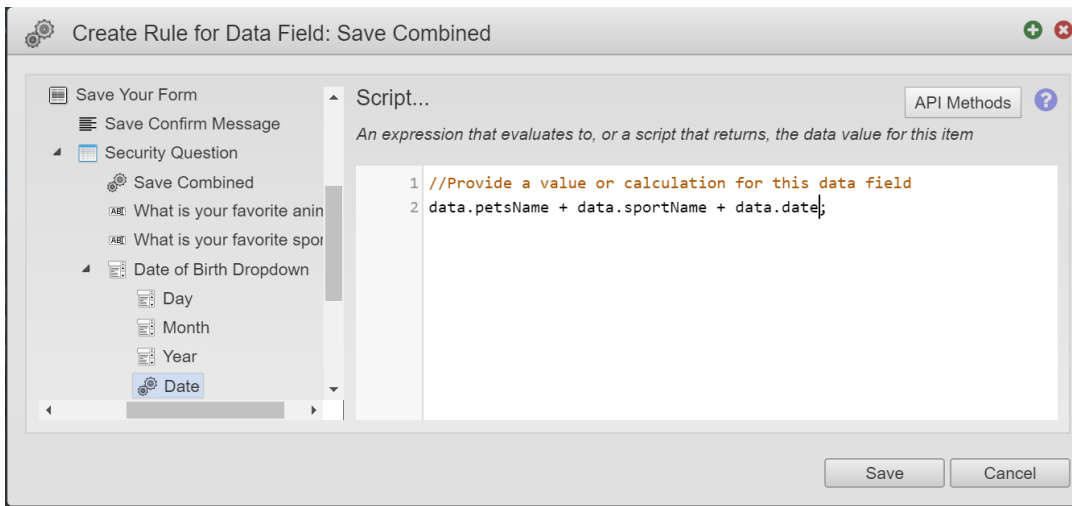 Create Rule for Data Field: Save Combined
Save Your Form
Save Confirm Message
Security Question
Save Combined
ABI What is your favorite anin
ABI What is your favorite spor
Date of Birth Dropdown
Day
Month
Year
Date
Script...
API Methods
?
An expression that evaluates to, or a script that returns, the data value for this item
1 //Provide a value or calculation for this data field
2 data.petsName + data.sportName + data.date;
Save
Cancel